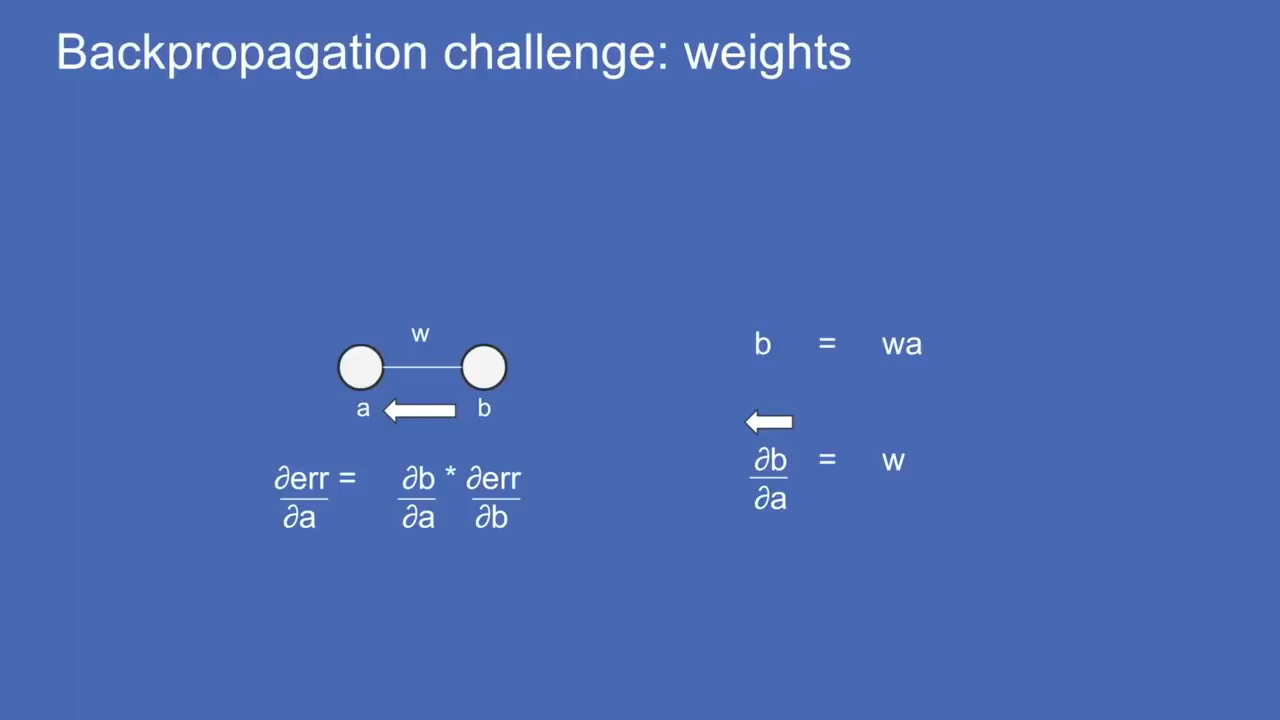 Backpropagation challenge: weights
w
a
b
∂err = ∂b * ∂err
∂a ∂a ∂b
b = wa
∂b = w
∂a